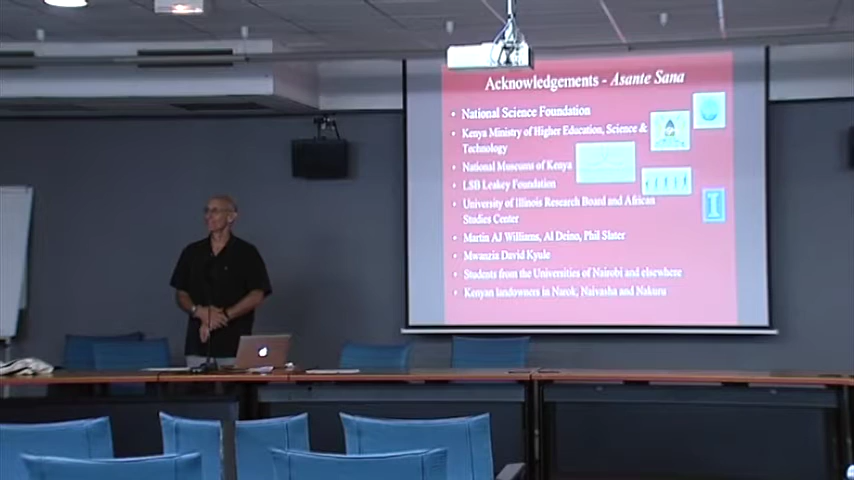 Acknowledgements - Asante Sana
• National Science Foundation
• Kenya Ministry of Higher Education, Science &
Technology
• National Museums of Kenya
• LSB Leakey Foundation
• University of Illinois Research Board and African
Studies Center
• Martin AJ Williams, Al Deino, Phil Slater
• Mwanzia David Kyule
• Students from the Universities of Nairobi and elsewhere
• Kenyan landowners in Narok, Naivasha and Nakuru
I